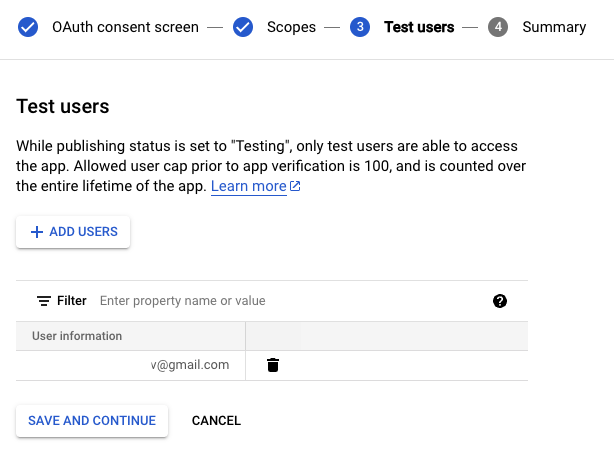 OAuth consent screen — Scopes — 3 Test users — 4 Summary
Test users
While publishing status is set to "Testing", only test users are able to access
the app. Allowed user cap prior to app verification is 100, and is counted over
the entire lifetime of the app. Learn more
+ ADD USERS
Filter Enter property name or value
User information
v@gmail.com
SAVE AND CONTINUE CANCEL